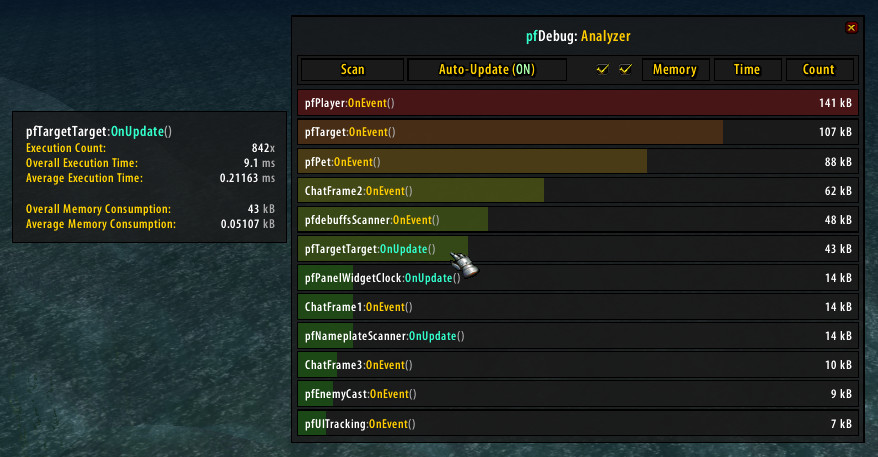 pfDebug: Analyzer
Scan Auto-Update (ON) Memory Time Count
pfPlayer:OnEvent() 141 kB
pfTarget:OnEvent() 107 kB
pfPet:OnEvent() 88 kB
ChatFrame2:OnEvent() 62 kB
pfdebuffsScanner:OnEvent() 48 kB
pfTargetTarget:OnUpdate() 43 kB
pfPanelWidgetClock:OnUpdate() 14 kB
ChatFrame1:OnEvent() 14 kB
pfNameplateScanner:OnUpdate() 14 kB
ChatFrame3:OnEvent() 10 kB
pfEnemyCast:OnEvent() 9 kB
pfUITracking:OnEvent() 7 kB
pfTargetTarget:OnUpdate()
Execution Count: 842x
Overall Execution Time: 9.1 ms
Average Execution Time: 0.21163 ms
Overall Memory Consumption: 43 kB
Average Memory Consumption: 0.05107 kB